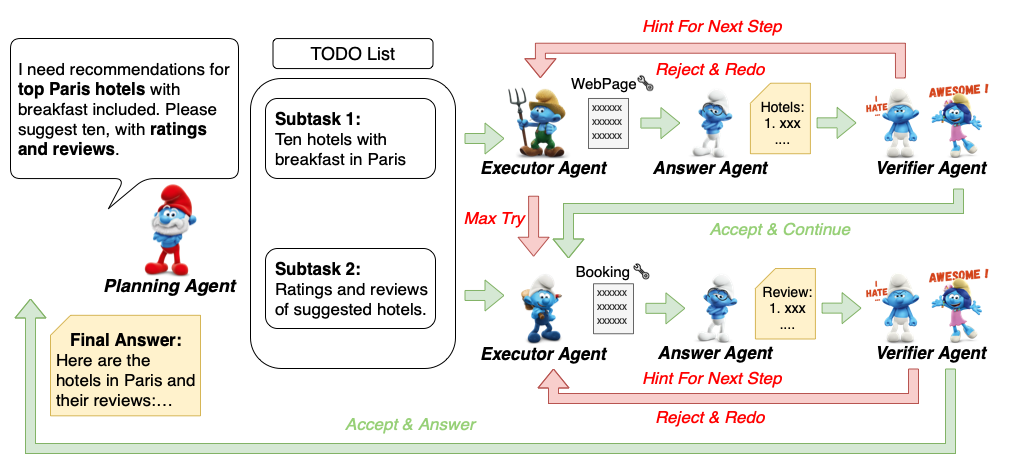 I need recommendations for
top Paris hotels with
breakfast included. Please
suggest ten, with ratings
and reviews.
Planning Agent
Final Answer:
Here are the
hotels in Paris and
their reviews:...
TODO List
Subtask 1:
Ten hotels with
breakfast in Paris
Subtask 2:
Ratings and reviews
of suggested hotels.
Hint For Next Step
Reject & Redo
WebPage
xxxxxx
xxxxxx
xxxxxx
Hotels:
1. xxx
....
I
HATE
...
AWESOME !
Executor Agent
Answer Agent
Verifier Agent
Max Try
Accept & Continue
Booking
xxxxxx
xxxxxx
xxxxxx
Review:
1. xxx
....
I
HATE
...
AWESOME !
Executor Agent
Answer Agent
Verifier Agent
Hint For Next Step
Reject & Redo
Accept & Answer